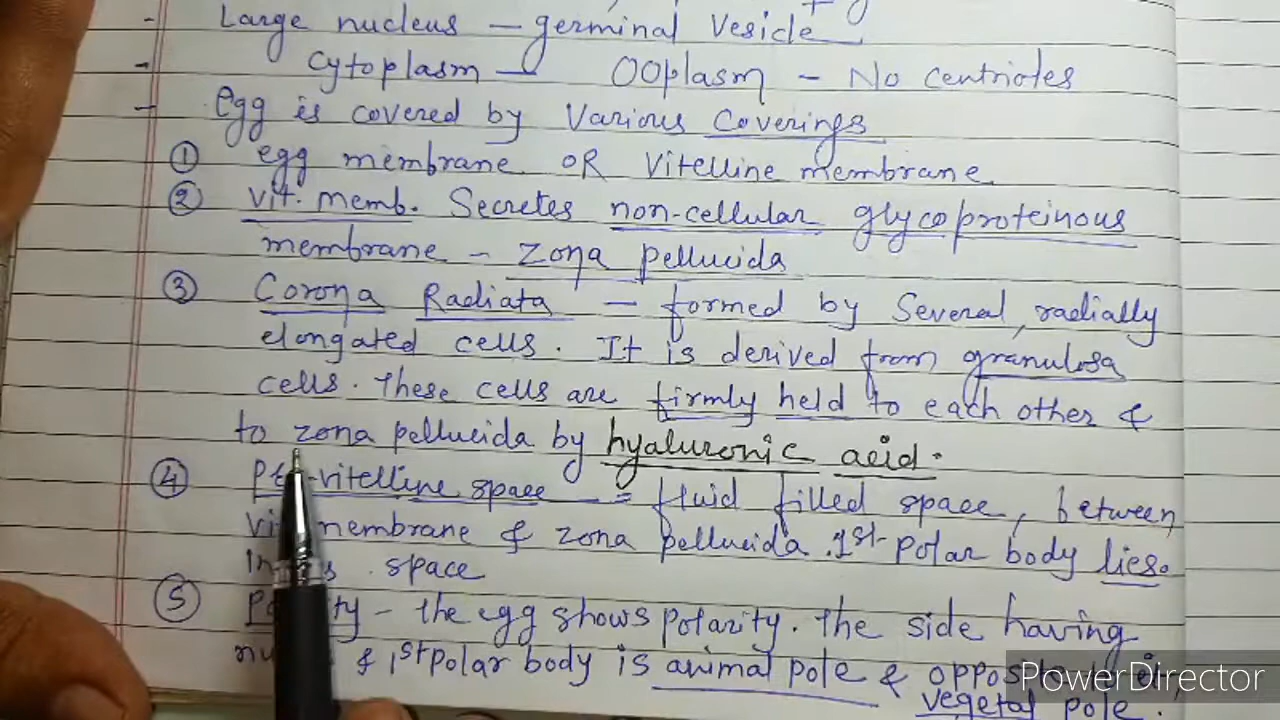 - Large nucleus - germinal vesicle
- Cytoplasm - Ooplasm - No centrioles
- egg is covered by various coverings
① egg membrane OR vitelline membrane
② vit. memb. Secretes non-cellular glycoproteinous
membrane - zona pellucida
③ Corona Radiata - formed by several, radially
elongated cells. It is derived from granulosa
cells. These cells are firmly held to each other &
to zona pellucida by hyaluronic acid.
④ vitelline space = fluid filled space, between
membrane & zona pellucida. 1st polar body lies
space
⑤ - the egg shows polarity. The side having
& 1st polar body is animal pole &
vegetal pole.
PowerDirector